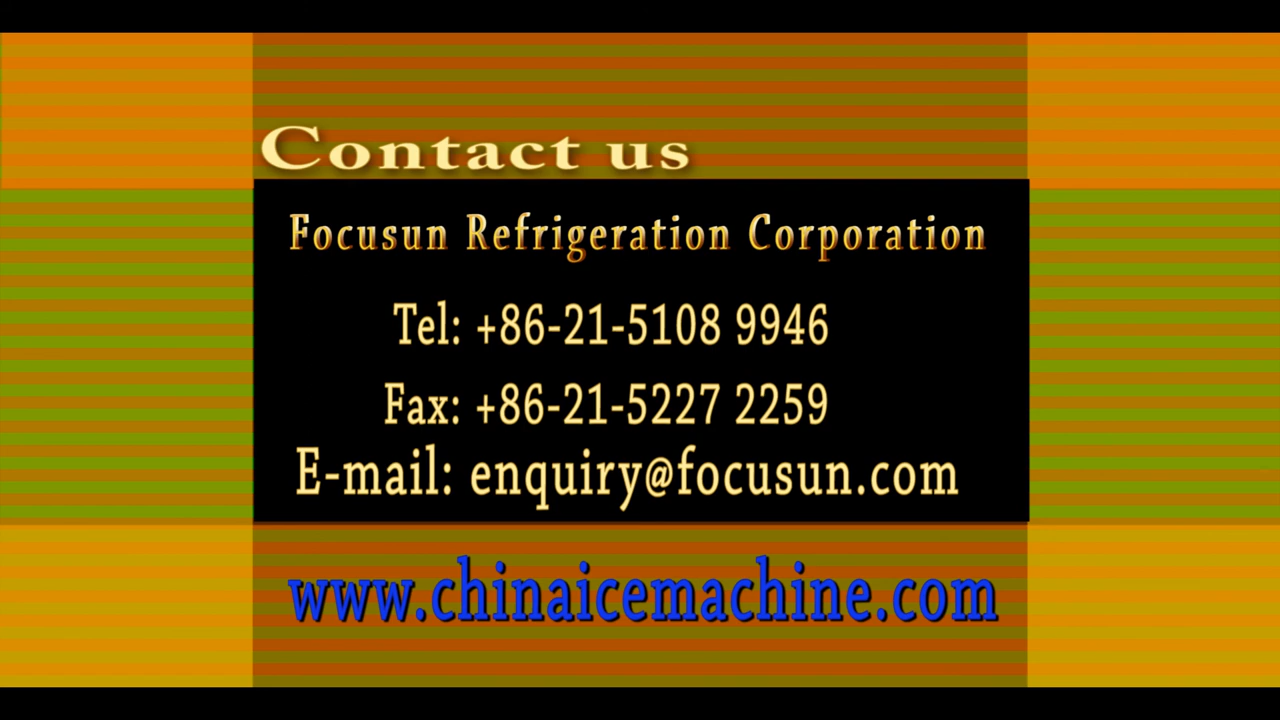 Contact us
Focusun Refrigeration Corporation
Tel: +86-21-5108 9946
Fax: +86-21-5227 2259
E-mail: enquiry@focusun.com
www.chinaicemachine.com